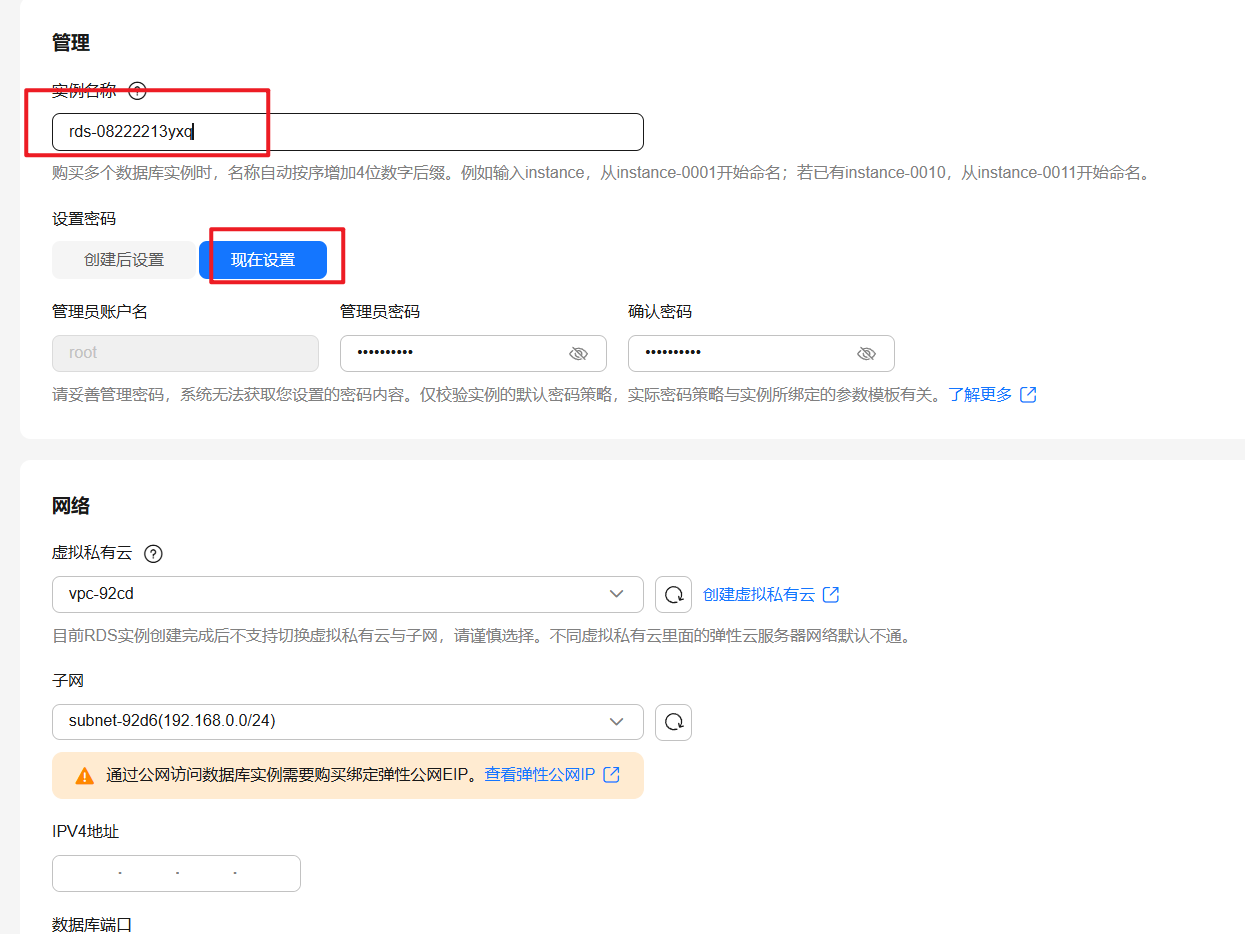 管理
实例名称 ?
rds-08222213yxq
购买多个数据库实例时，名称自动按序增加4位数字后缀。例如输入instance，从instance-0001开始命名；若已有instance-0010，从instance-0011开始命名。
设置密码
创建后设置 现在设置
管理员账户名 管理员密码 确认密码
root •••••••••• ••••••••••
请妥善管理密码，系统无法获取您设置的密码内容。仅校验实例的默认密码策略，实际密码策略与实例所绑定的参数模板有关。了解更多
网络
虚拟私有云 ?
vpc-92cd 创建虚拟私有云
目前RDS实例创建完成后不支持切换虚拟私有云与子网，请谨慎选择。不同虚拟私有云里面的弹性云服务器网络默认不通。
子网
subnet-92d6(192.168.0.0/24)
通过公网访问数据库实例需要购买绑定弹性公网EIP。查看弹性公网IP
IPV4地址
. . .
数据库端口